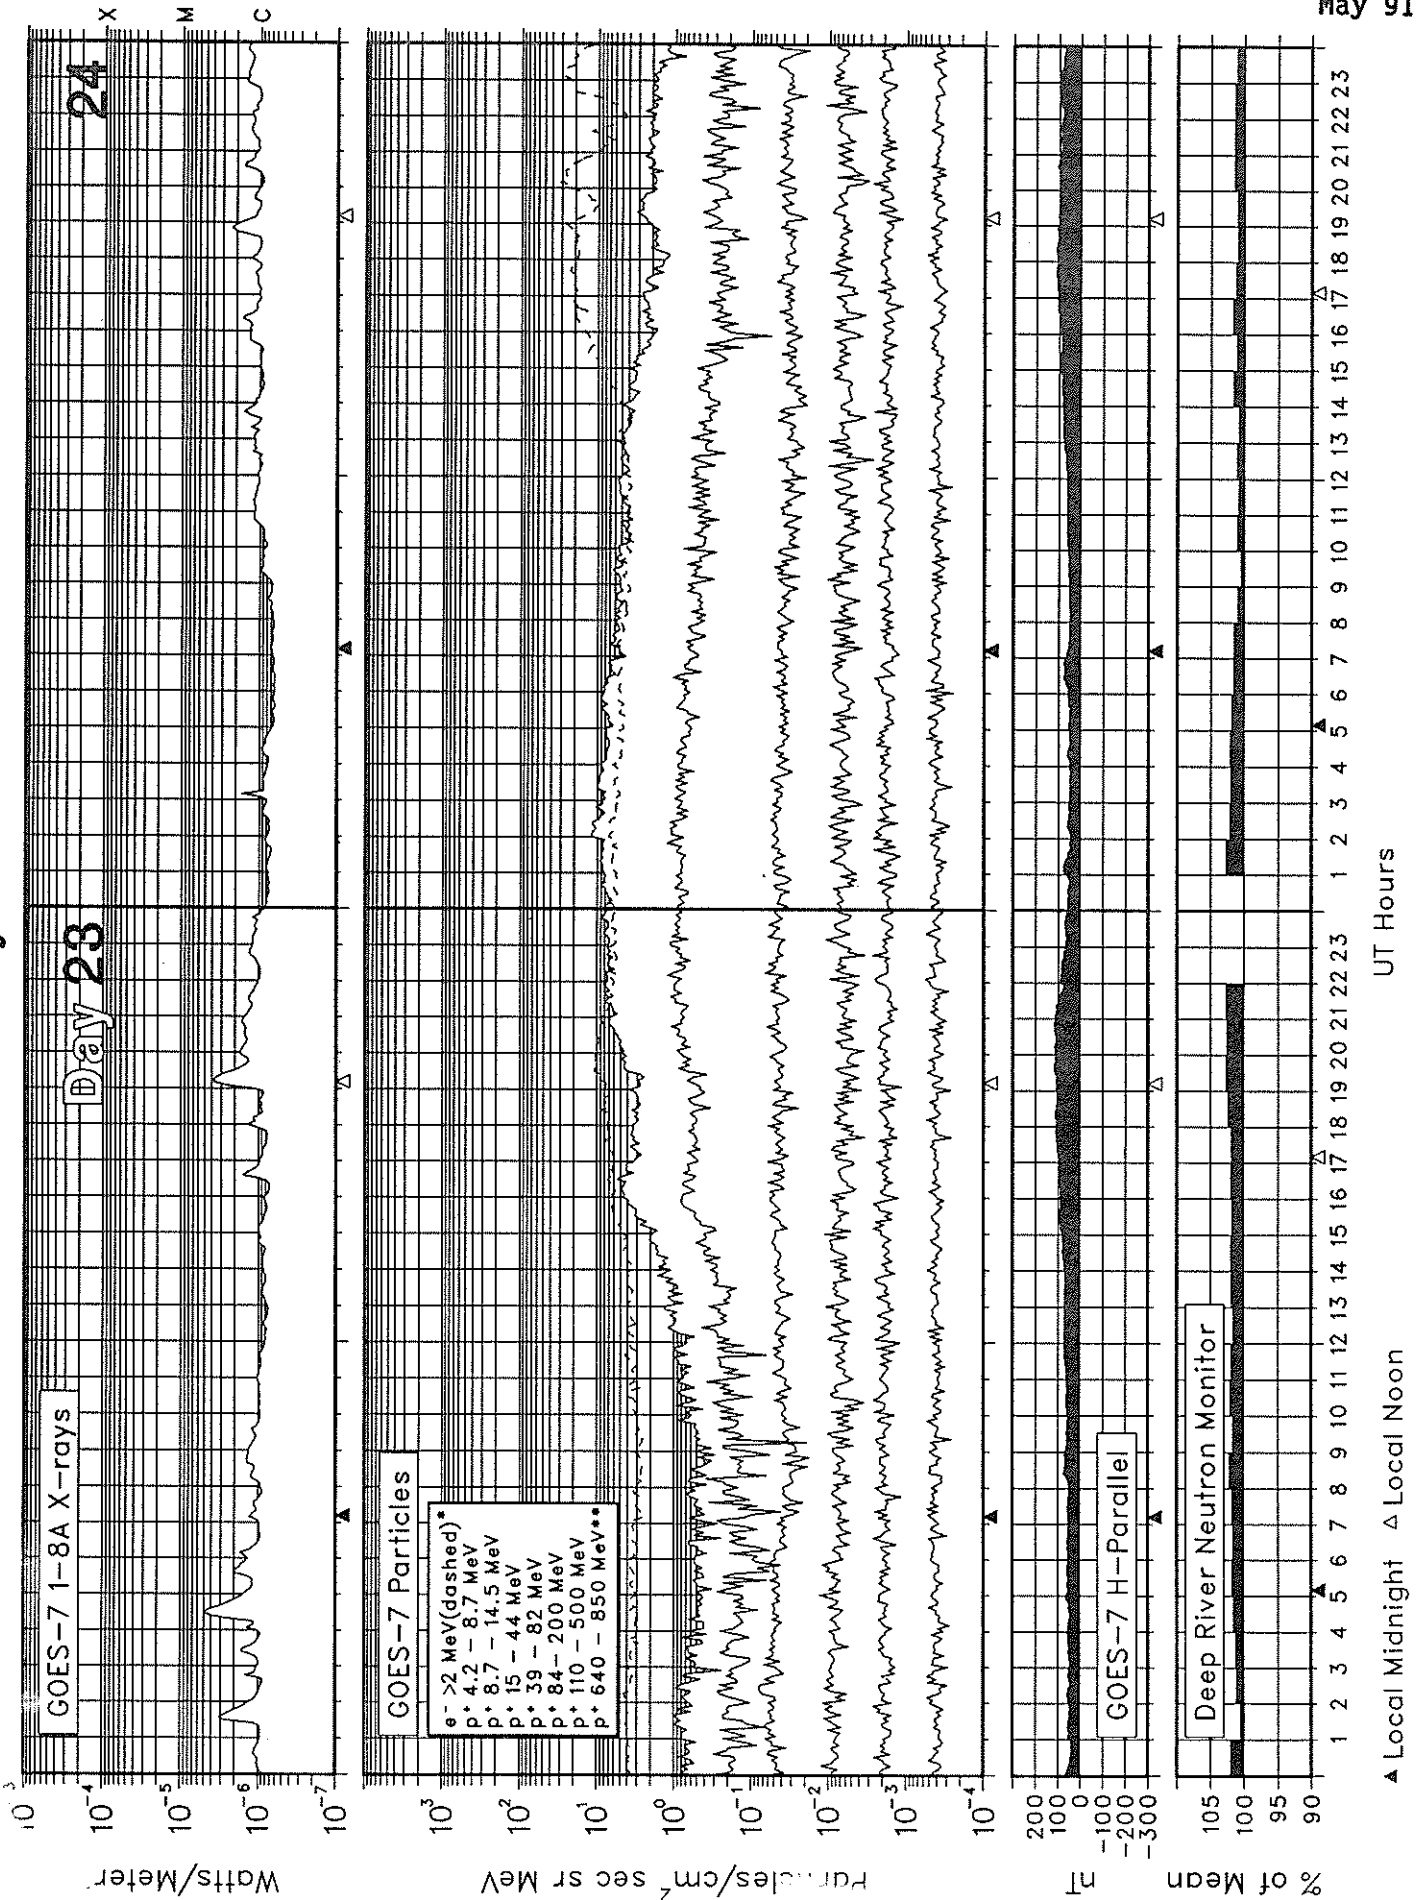 May 91
X
M
C
Day 23
24
GOES-7 1-8A X-rays
10⁻⁴
10⁻⁵
10⁻⁶
10⁻⁷
Watts/Meter
GOES-7 Particles
e⁻ >2 MeV(dashed)*
p⁺ 4.2 - 8.7 MeV
p⁺ 8.7 - 14.5 MeV
p⁺ 15 - 44 MeV
p⁺ 39 - 82 MeV
p⁺ 84 - 200 MeV
p⁺ 110 - 500 MeV
p⁺ 640 - 850 MeV**
10³
10²
10¹
10⁰
10⁻¹
10⁻²
10⁻³
10⁻⁴
/cm² sec sr MeV
GOES-7 H-Parallel
200
100
0
-100
-200
-300
nT
Deep River Neutron Monitor
105
100
95
90
% of Mean
1 2 3 4 5 6 7 8 9 10 11 12 13 14 15 16 17 18 19 20 21 22 23 1 2 3 4 5 6 7 8 9 10 11 12 13 14 15 16 17 18 19 20 21 22 23
UT Hours
▲ Local Midnight △ Local Noon